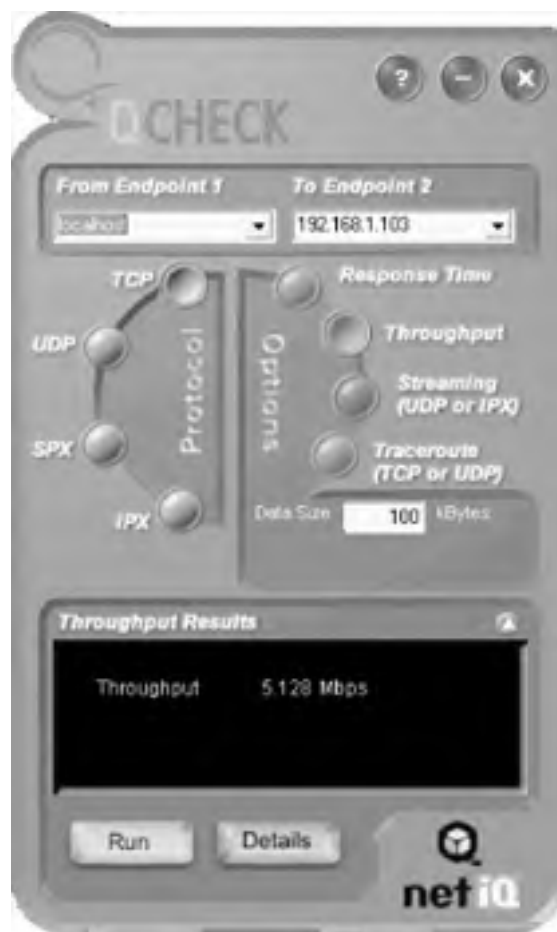 ?
–
X
QCHECK
From Endpoint 1
To Endpoint 2
localhost
192.168.1.103
TCP
UDP
SPX
IPX
Protocol
Options
Response Time
Throughput
Streaming
(UDP or IPX)
Traceroute
(TCP or UDP)
Data Size 100 kBytes
Throughput Results
Throughput 5.128 Mbps
Run
Details
net iQ